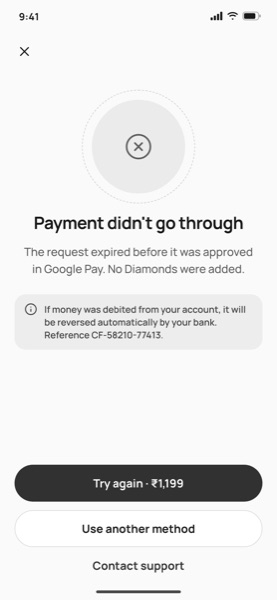 9:41
Payment didn't go through
The request expired before it was approved
in Google Pay. No Diamonds were added.
If money was debited from your account, it will
be reversed automatically by your bank.
Reference CF-58210-77413.
Try again · ₹1,199
Use another method
Contact support